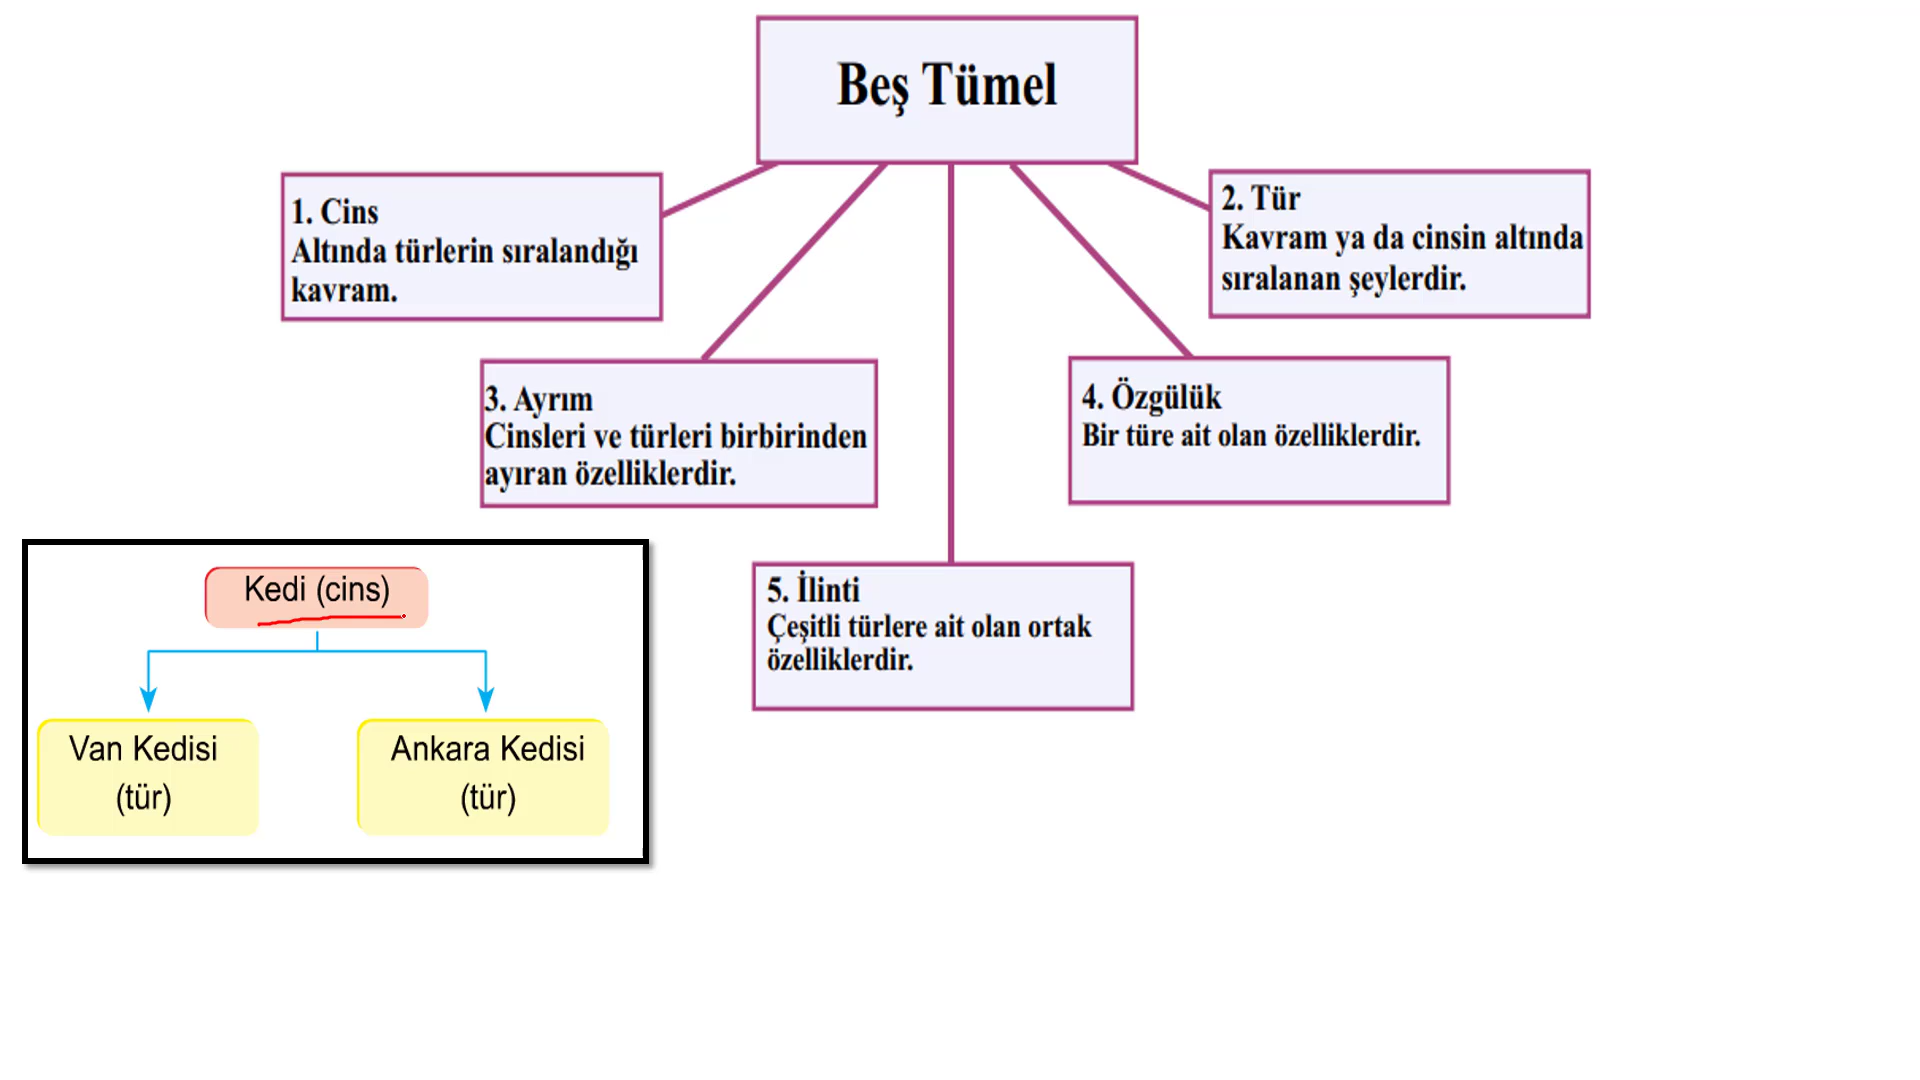 Beş Tümel
1. Cins
Altında türlerin sıralandığı
kavram.
2. Tür
Kavram ya da cinsin altında
sıralanan şeylerdir.
3. Ayrım
Cinsleri ve türleri birbirinden
ayıran özelliklerdir.
4. Özgülük
Bir türe ait olan özelliklerdir.
5. İlinti
Çeşitli türlere ait olan ortak
özelliklerdir.
Kedi (cins)
Van Kedisi
(tür)
Ankara Kedisi
(tür)